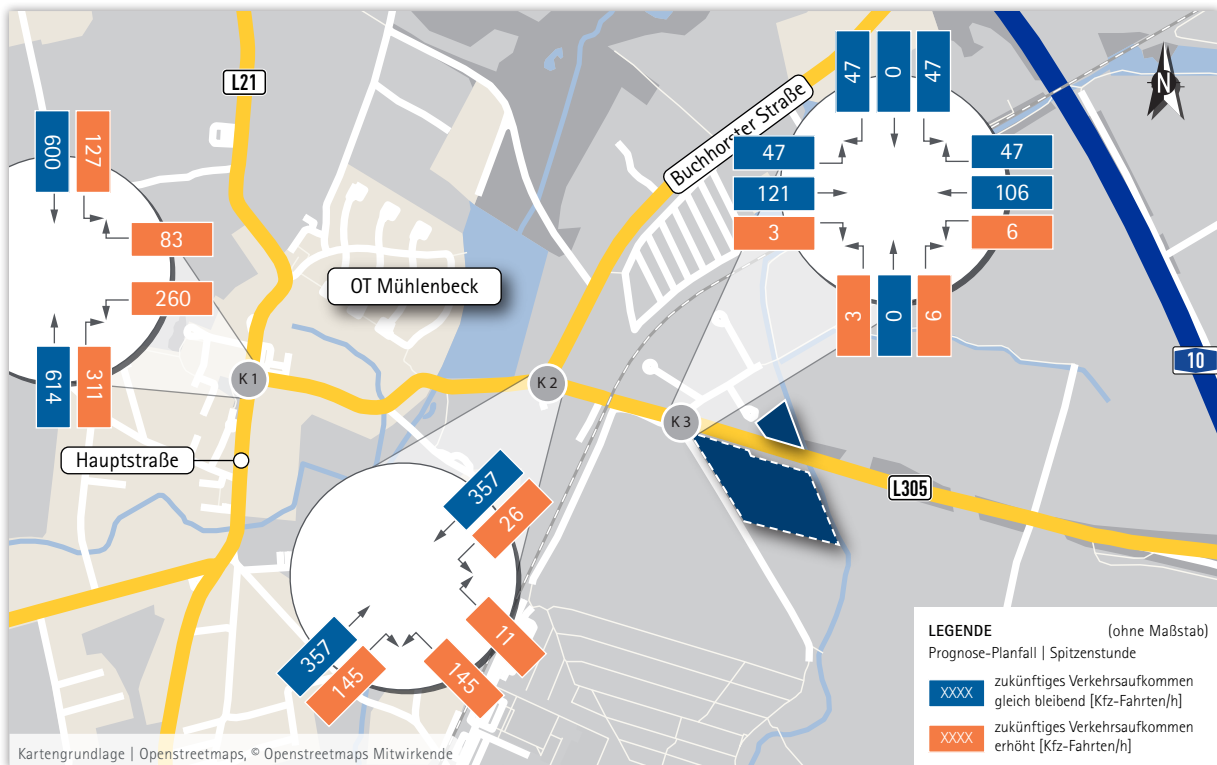 L21
600
127
83
260
614
311
K 1
Hauptstraße
OT Mühlenbeck
Buchhorster Straße
K 2
K 3
47
0
47
47
121
3
47
106
6
3
0
6
N
10
L305
357
26
11
357
145
145
LEGENDE (ohne Maßstab)
Prognose-Planfall | Spitzenstunde
XXXX zukünftiges Verkehrsaufkommen
gleich bleibend [Kfz-Fahrten/h]
XXXX zukünftiges Verkehrsaufkommen
erhöht [Kfz-Fahrten/h]
Kartengrundlage | Openstreetmaps, © Openstreetmaps Mitwirkende